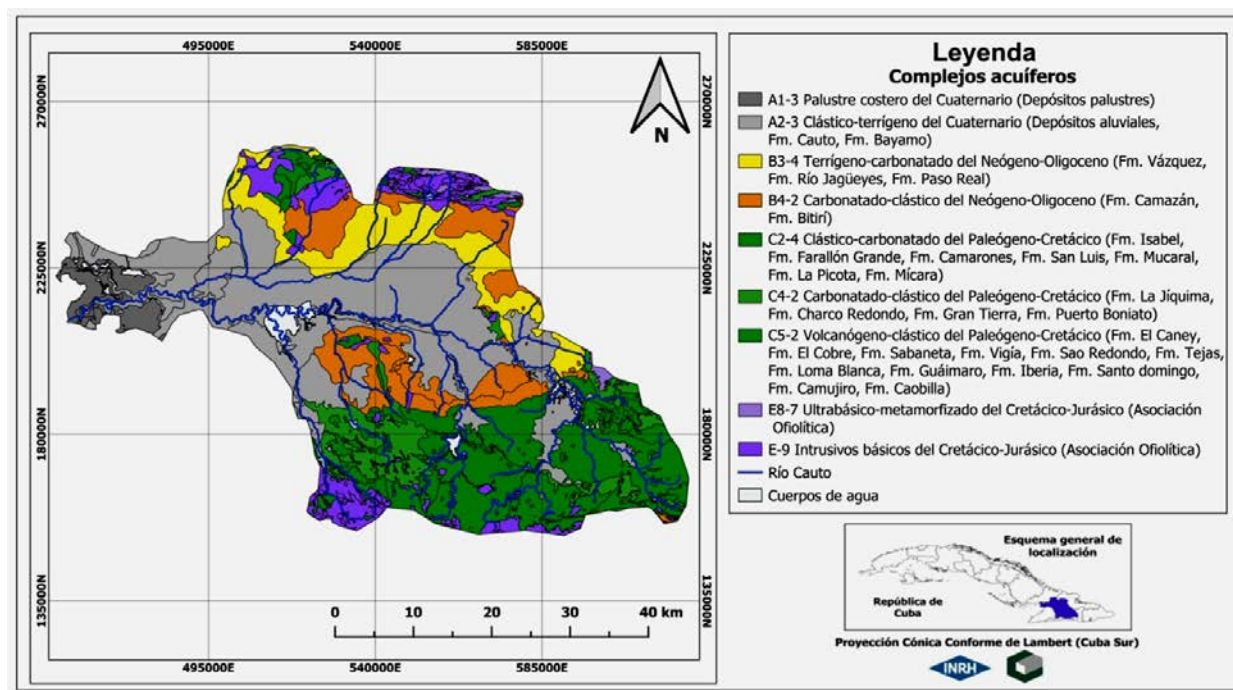 495000E 540000E 585000E
270000N
225000N
180000N
135000N
270000N
225000N
180000N
135000N
N
0 10 20 30 40 km
495000E 540000E 585000E
Leyenda
Complejos acuíferos
A1-3 Palustre costero del Cuaternario (Depósitos palustres)
A2-3 Clástico-terrígeno del Cuaternario (Depósitos aluviales,
Fm. Cauto, Fm. Bayamo)
B3-4 Terrígeno-carbonatado del Neógeno-Oligoceno (Fm. Vázquez,
Fm. Río Jagüeyes, Fm. Paso Real)
B4-2 Carbonatado-clástico del Neógeno-Oligoceno (Fm. Camazán,
Fm. Bitirí)
C2-4 Clástico-carbonatado del Paleógeno-Cretácico (Fm. Isabel,
Fm. Farallón Grande, Fm. Camarones, Fm. San Luis, Fm. Mucaral,
Fm. La Picota, Fm. Mícara)
C4-2 Carbonatado-clástico del Paleógeno-Cretácico (Fm. La Jíquima,
Fm. Charco Redondo, Fm. Gran Tierra, Fm. Puerto Boniato)
C5-2 Volcanógeno-clástico del Paleógeno-Cretácico (Fm. El Caney,
Fm. El Cobre, Fm. Sabaneta, Fm. Vigía, Fm. Sao Redondo, Fm. Tejas,
Fm. Loma Blanca, Fm. Guáimaro, Fm. Iberia, Fm. Santo domingo,
Fm. Camujiro, Fm. Caobilla)
E8-7 Ultrabásico-metamorfizado del Cretácico-Jurásico (Asociación
Ofiolítica)
E-9 Intrusivos básicos del Cretácico-Jurásico (Asociación Ofiolítica)
Río Cauto
Cuerpos de agua
Esquema general de
localización
República de
Cuba
Proyección Cónica Conforme de Lambert (Cuba Sur)
INRH